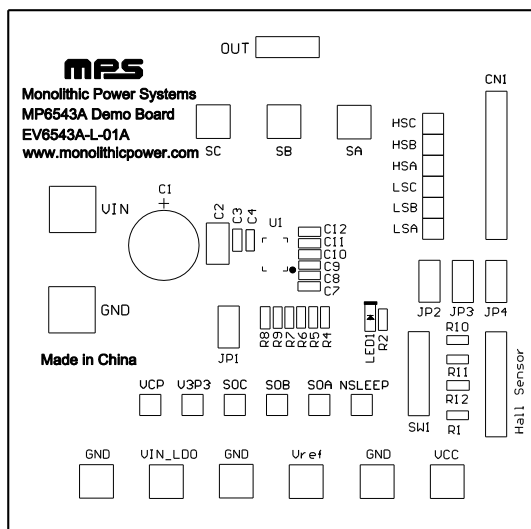 OUT
MPS
Monolithic Power Systems
MP6543A Demo Board
EV6543A-L-01A
www.monolithicpower.com
CN1
SC SB SA
HSC
HSB
HSA
LSC
LSB
LSA
VIN
C1
+
C2 C3 C4
U1
C12
C11
C10
C9
C8
C7
GND
JP1
R8 R9 R7 R6 R5 R4
LED1 R2
JP2 JP3 JP4
R10
R11
R12
R1
SW1
Hall Sensor
Made in China
VCP V3P3 SOC SOB SOA NSLEEP
GND VIN_LDO GND Vref GND VCC